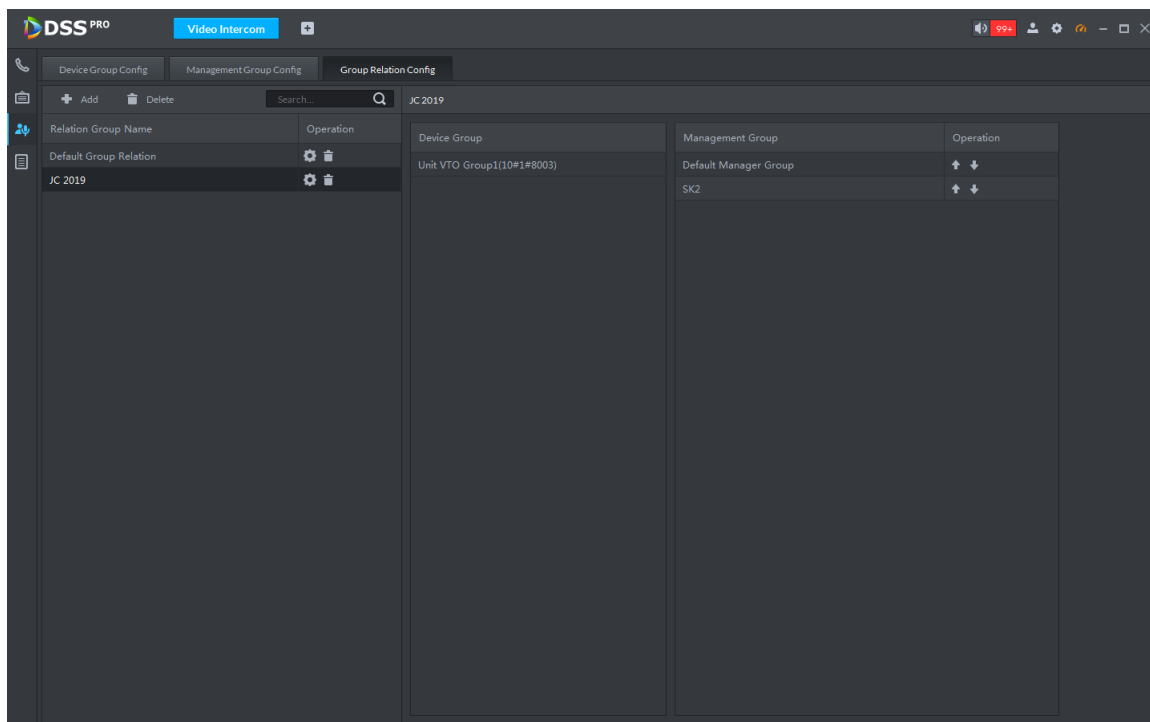 DSS PRO
Video Intercom
99+
Device Group Config
Management Group Config
Group Relation Config
Add
Delete
Search...
JC 2019
Relation Group Name
Operation
Default Group Relation
JC 2019
Device Group
Unit VTO Group1(10#1#8003)
Management Group
Operation
Default Manager Group
SK2